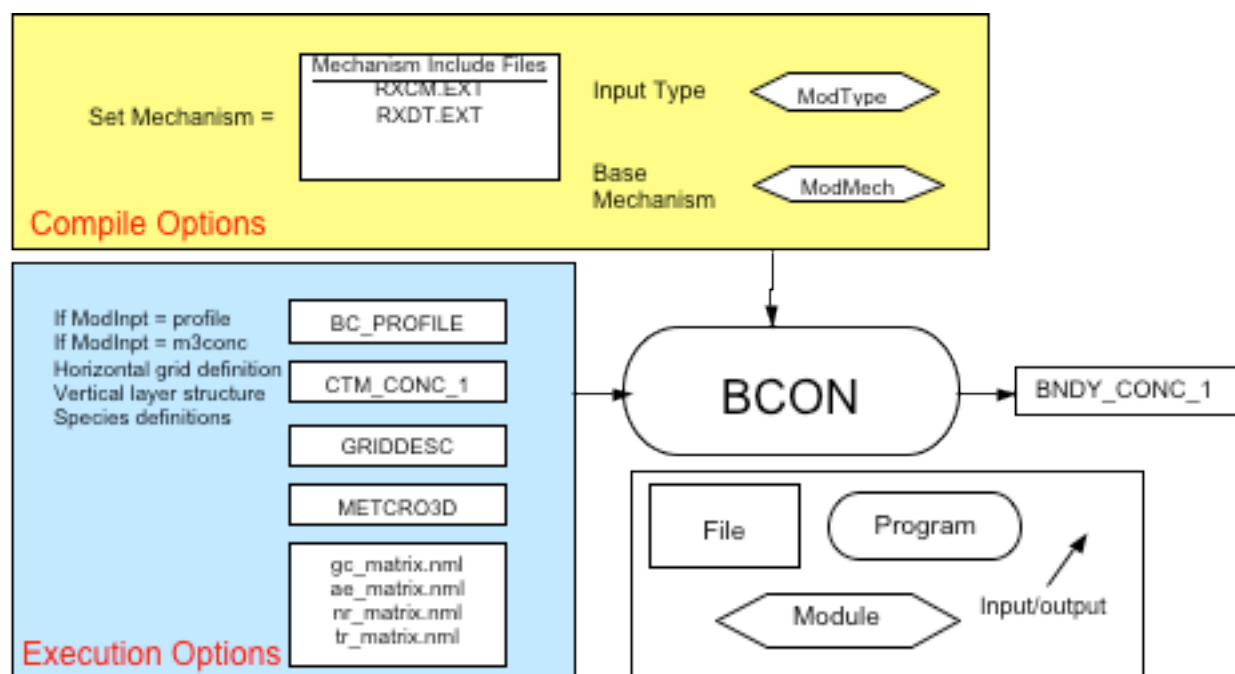 Mechanism Include Files
RXCM.EXT
RXDT.EXT
Set Mechanism =
Input Type
ModType
Base
Mechanism
ModMech
Compile Options
If ModInpt = profile
If ModInpt = m3conc
Horizontal grid definition
Vertical layer structure
Species definitions
BC_PROFILE
CTM_CONC_1
GRIDDESC
METCRO3D
gc_matrix.nml
ae_matrix.nml
nr_matrix.nml
tr_matrix.nml
Execution Options
BCON
BNDY_CONC_1
File
Program
Module
Input/output